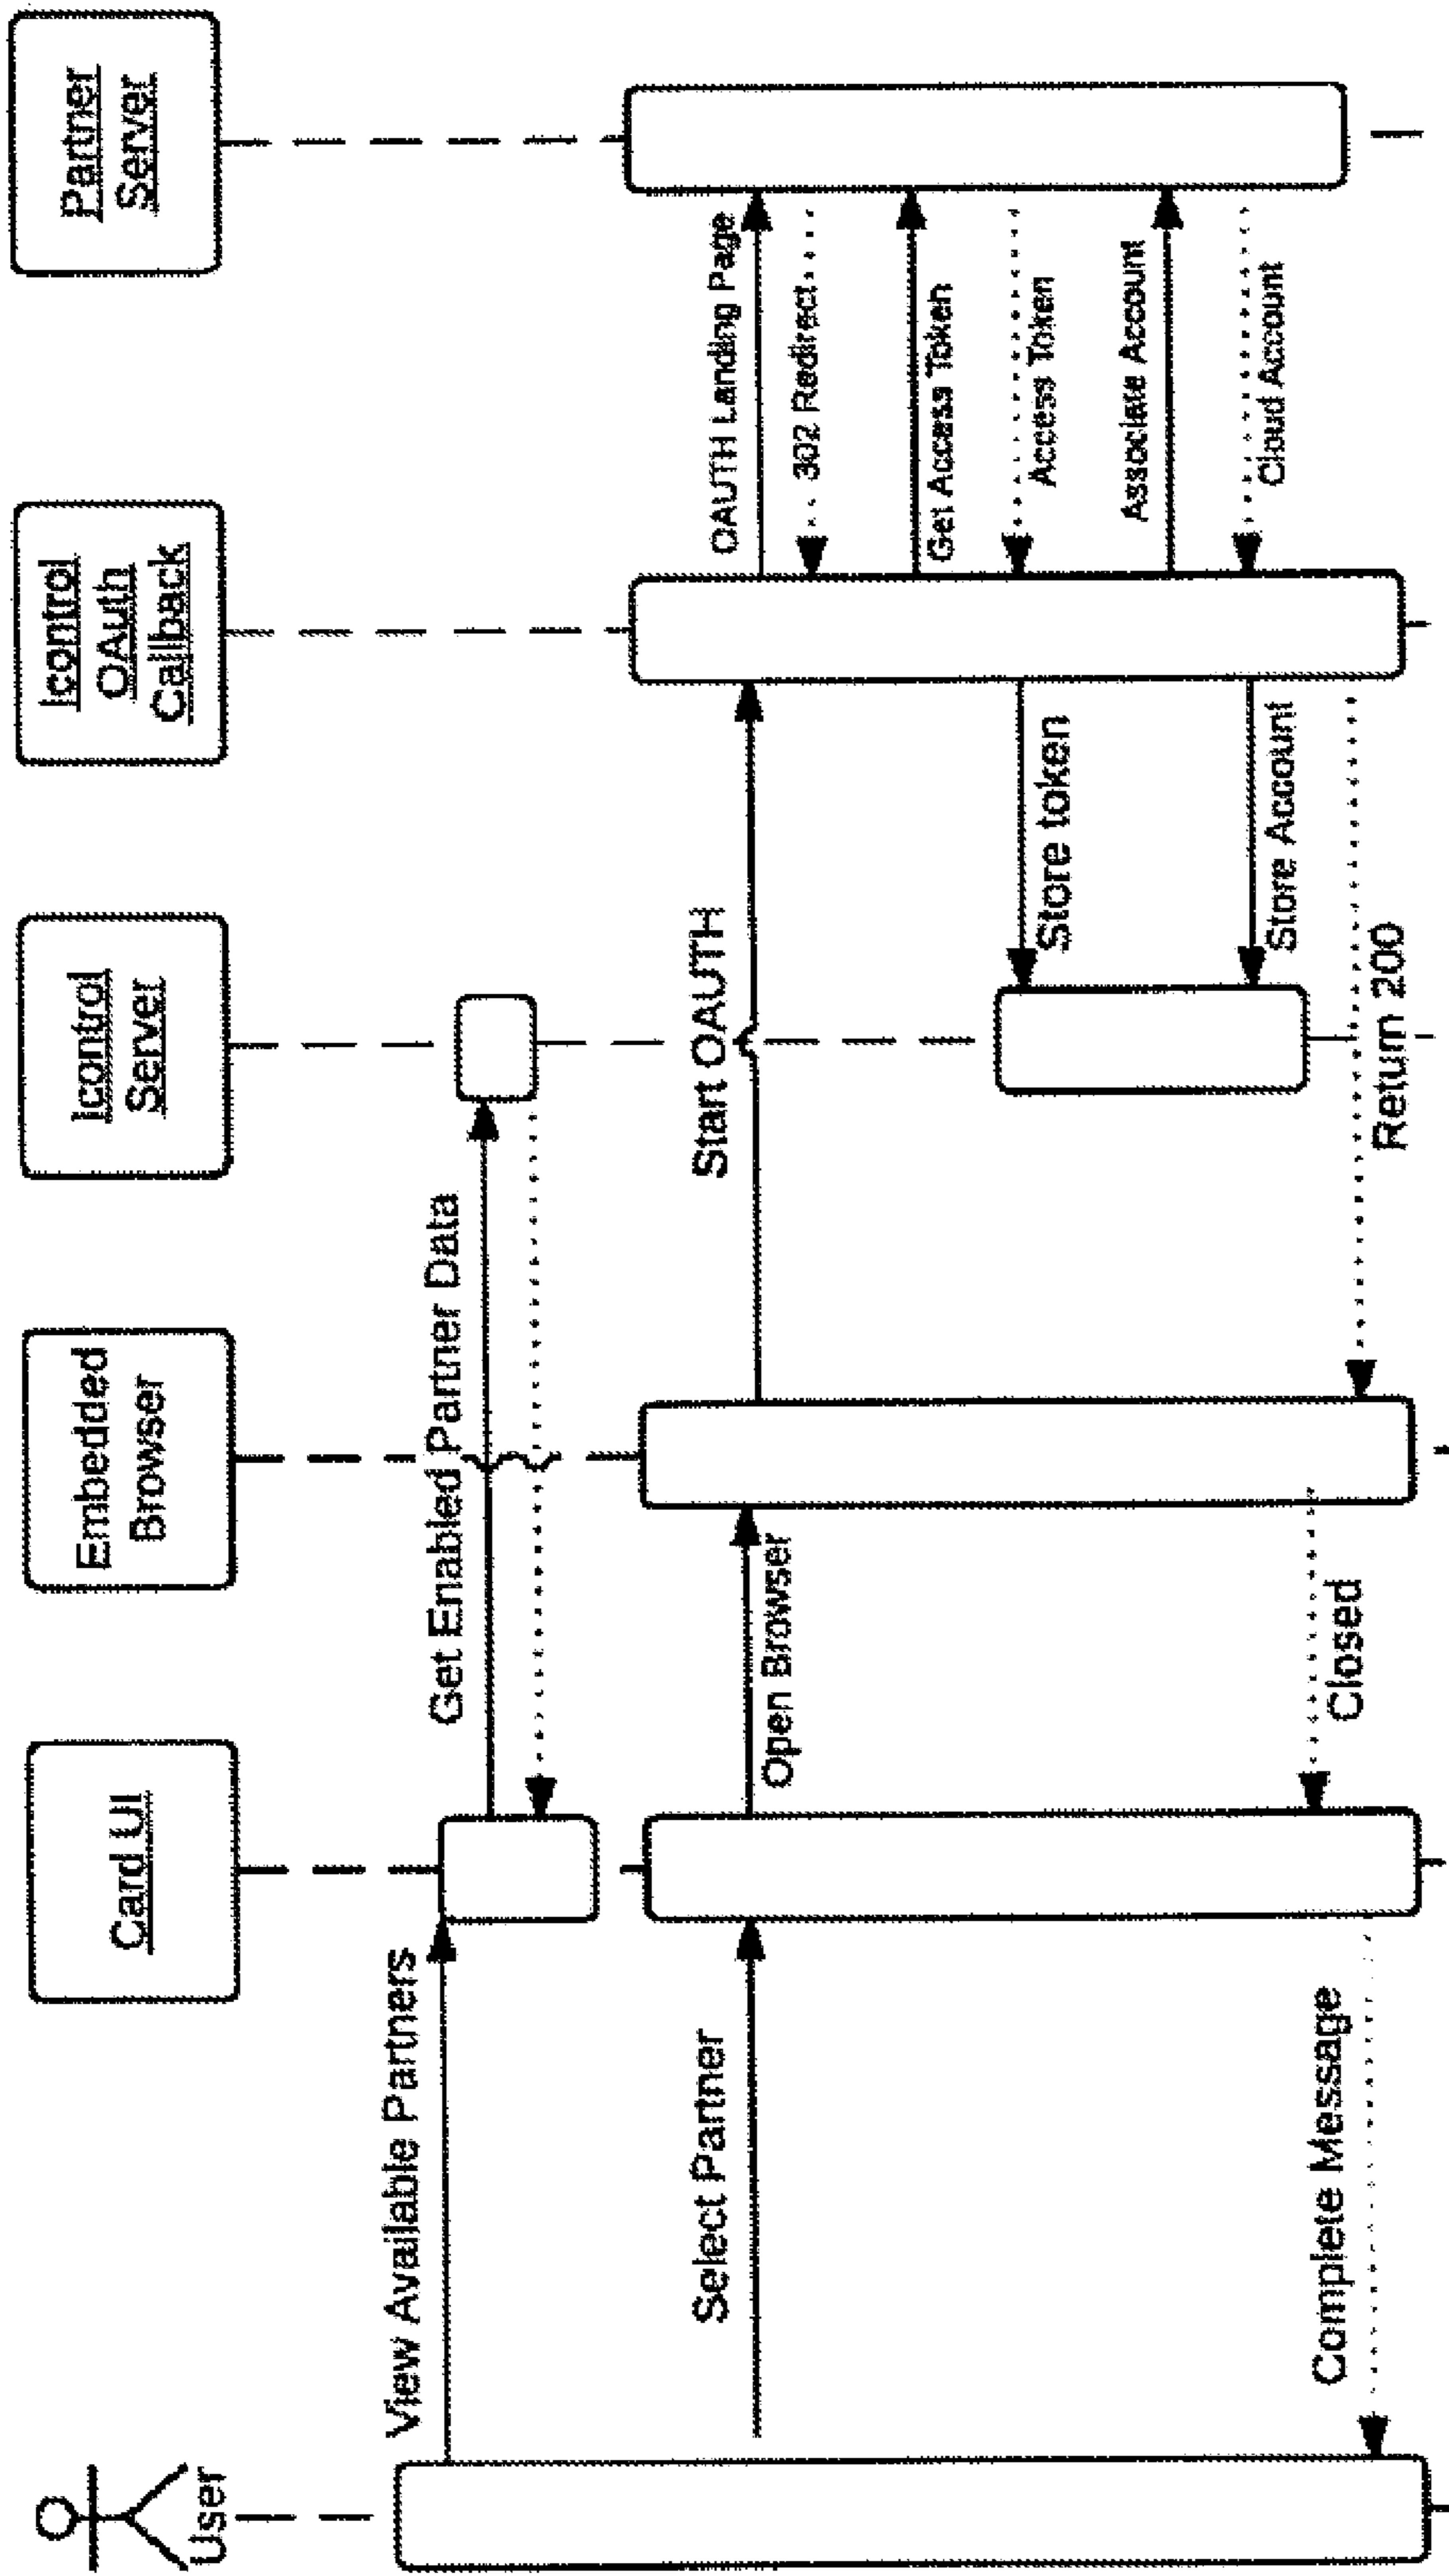 User
Card UI
Embedded
Browser
Icontrol
Server
Icontrol
OAuth
Callback
Partner
Server
View Available Partners
Get Enabled Partner Data
Select Partner
Open Browser
Start OAUTH
OAUTH Landing Page
302 Redirect
Get Access Token
Access Token
Store token
Associate Account
Cloud Account
Store Account
Return 200
Closed
Complete Message